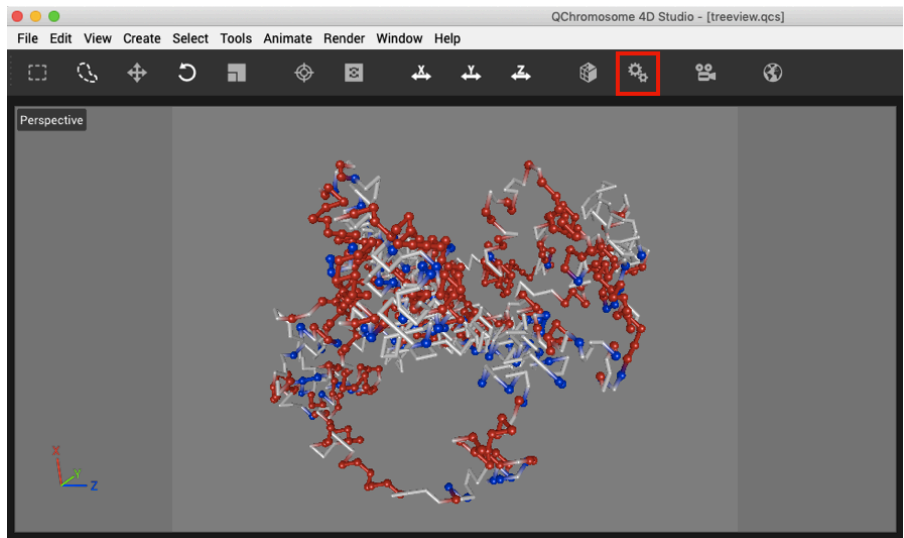 QChromosome 4D Studio - [treeview.qcs]
File Edit View Create Select Tools Animate Render Window Help
X Y Z
Perspective
X
Y
Z